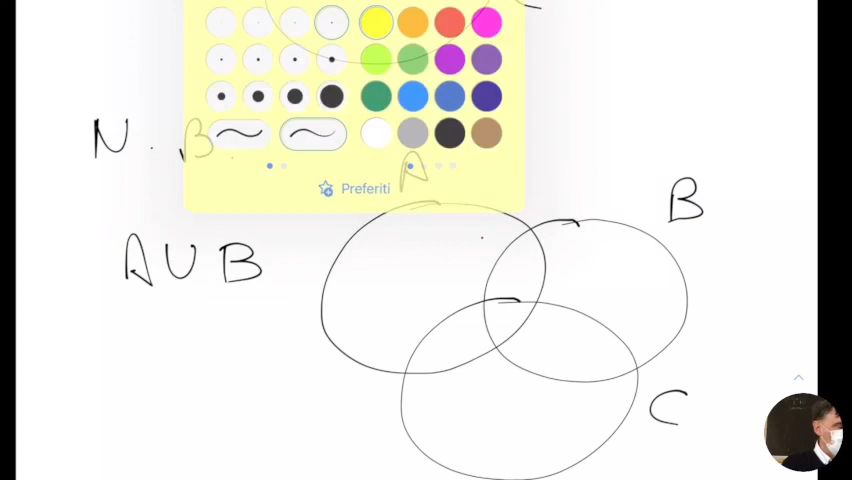 N.B.
Preferiti
A
B
A U B
C